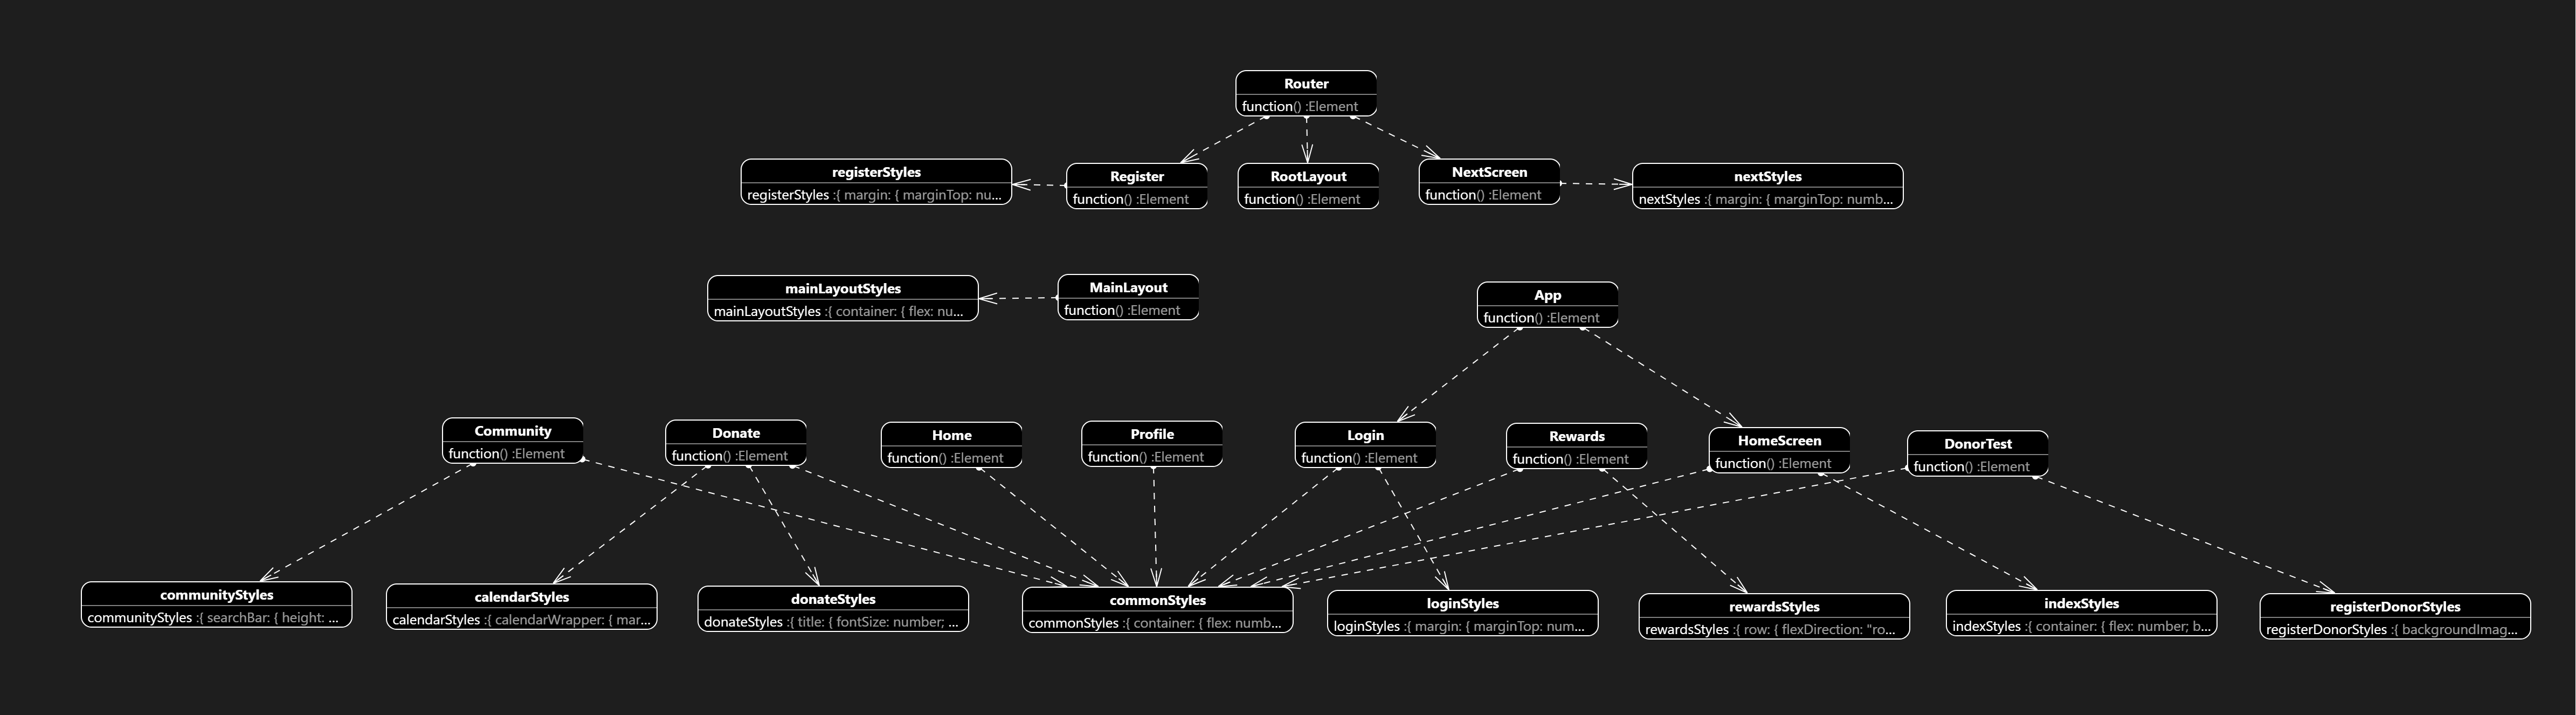 Router
function() :Element
registerStyles
registerStyles :{ margin: { marginTop: nu...
Register
function() :Element
RootLayout
function() :Element
NextScreen
function() :Element
nextStyles
nextStyles :{ margin: { marginTop: numb...
mainLayoutStyles
mainLayoutStyles :{ container: { flex: nu...
MainLayout
function() :Element
App
function() :Element
Community
function() :Element
Donate
function() :Element
Home
function() :Element
Profile
function() :Element
Login
function() :Element
Rewards
function() :Element
HomeScreen
function() :Element
DonorTest
function() :Element
communityStyles
communityStyles :{ searchBar: { height: ...
calendarStyles
calendarStyles :{ calendarWrapper: { mar...
donateStyles
donateStyles :{ title: { fontSize: number; ...
commonStyles
commonStyles :{ container: { flex: numb...
loginStyles
loginStyles :{ margin: { marginTop: num...
rewardsStyles
rewardsStyles :{ row: { flexDirection: "ro...
indexStyles
indexStyles :{ container: { flex: number; b...
registerDonorStyles
registerDonorStyles :{ backgroundImag...